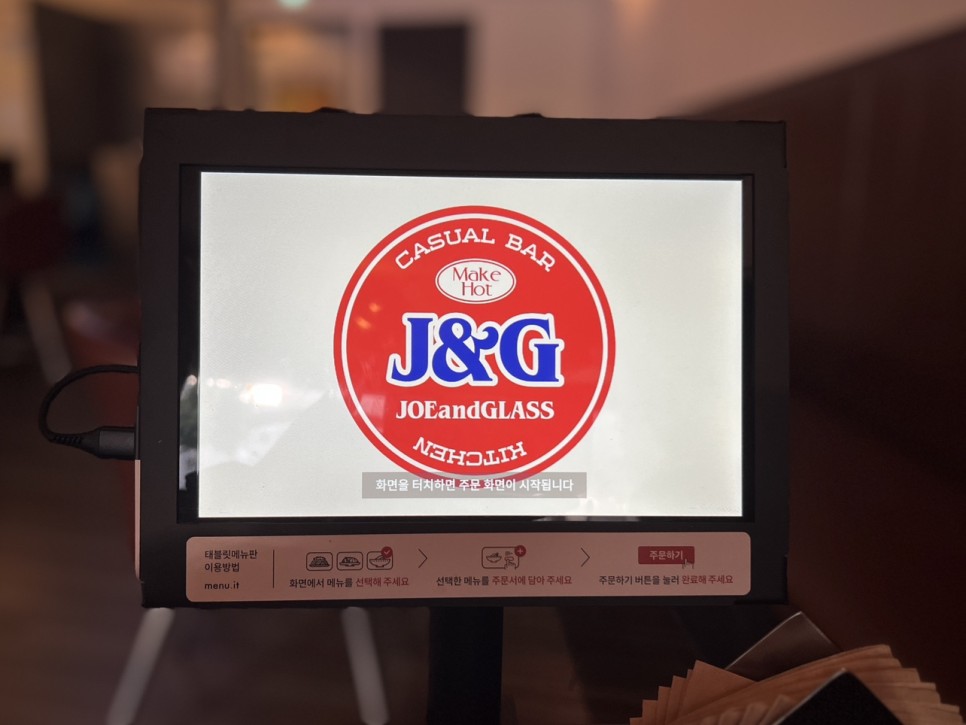 CASUAL BAR
Make
Hot
J&G
JOEandGLASS
KITCHEN
화면을 터치하면 주문 화면이 시작됩니다
태블릿메뉴판
이용방법
menu.it
화면에서 메뉴를 선택해 주세요
선택한 메뉴를 주문서에 담아 주세요
주문하기
주문하기 버튼을 눌러 완료해 주세요